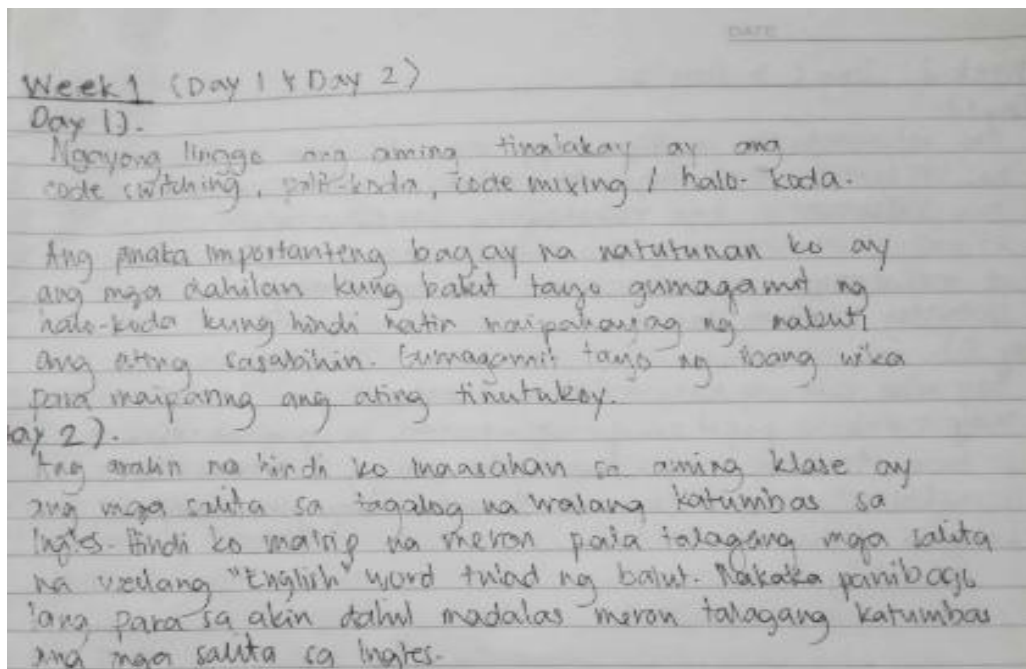 DATE
Week 1 (Day 1 & Day 2)
Day 1).
Ngayong linggo ang aming tinalakay ay ang
code switching, palit-koda, code mixing / halo-koda.
Ang pnaka importanteng bagay na natutunan ko ay
ang mga dahilan kung bakit tayo gumagamit ng
halo-koda kung hindi natin naipahayag ng mabuti
ang ating sasabihin. Gumagamit tayo ng ibang wika
para ang ating tinutukoy.
ay 2).
Ang aralin na hindi ko inaasahan sa aming klase ay
ang mga salita sa tagalog na walang katumbas sa
ingles. Hindi ko maisip na meron pala talagang mga salita
na walang "English" word tulad ng balut. Nakaka panibago
lang para sa akin dahil madalas meron talagang katumbas
ang mga salita sa ingles.